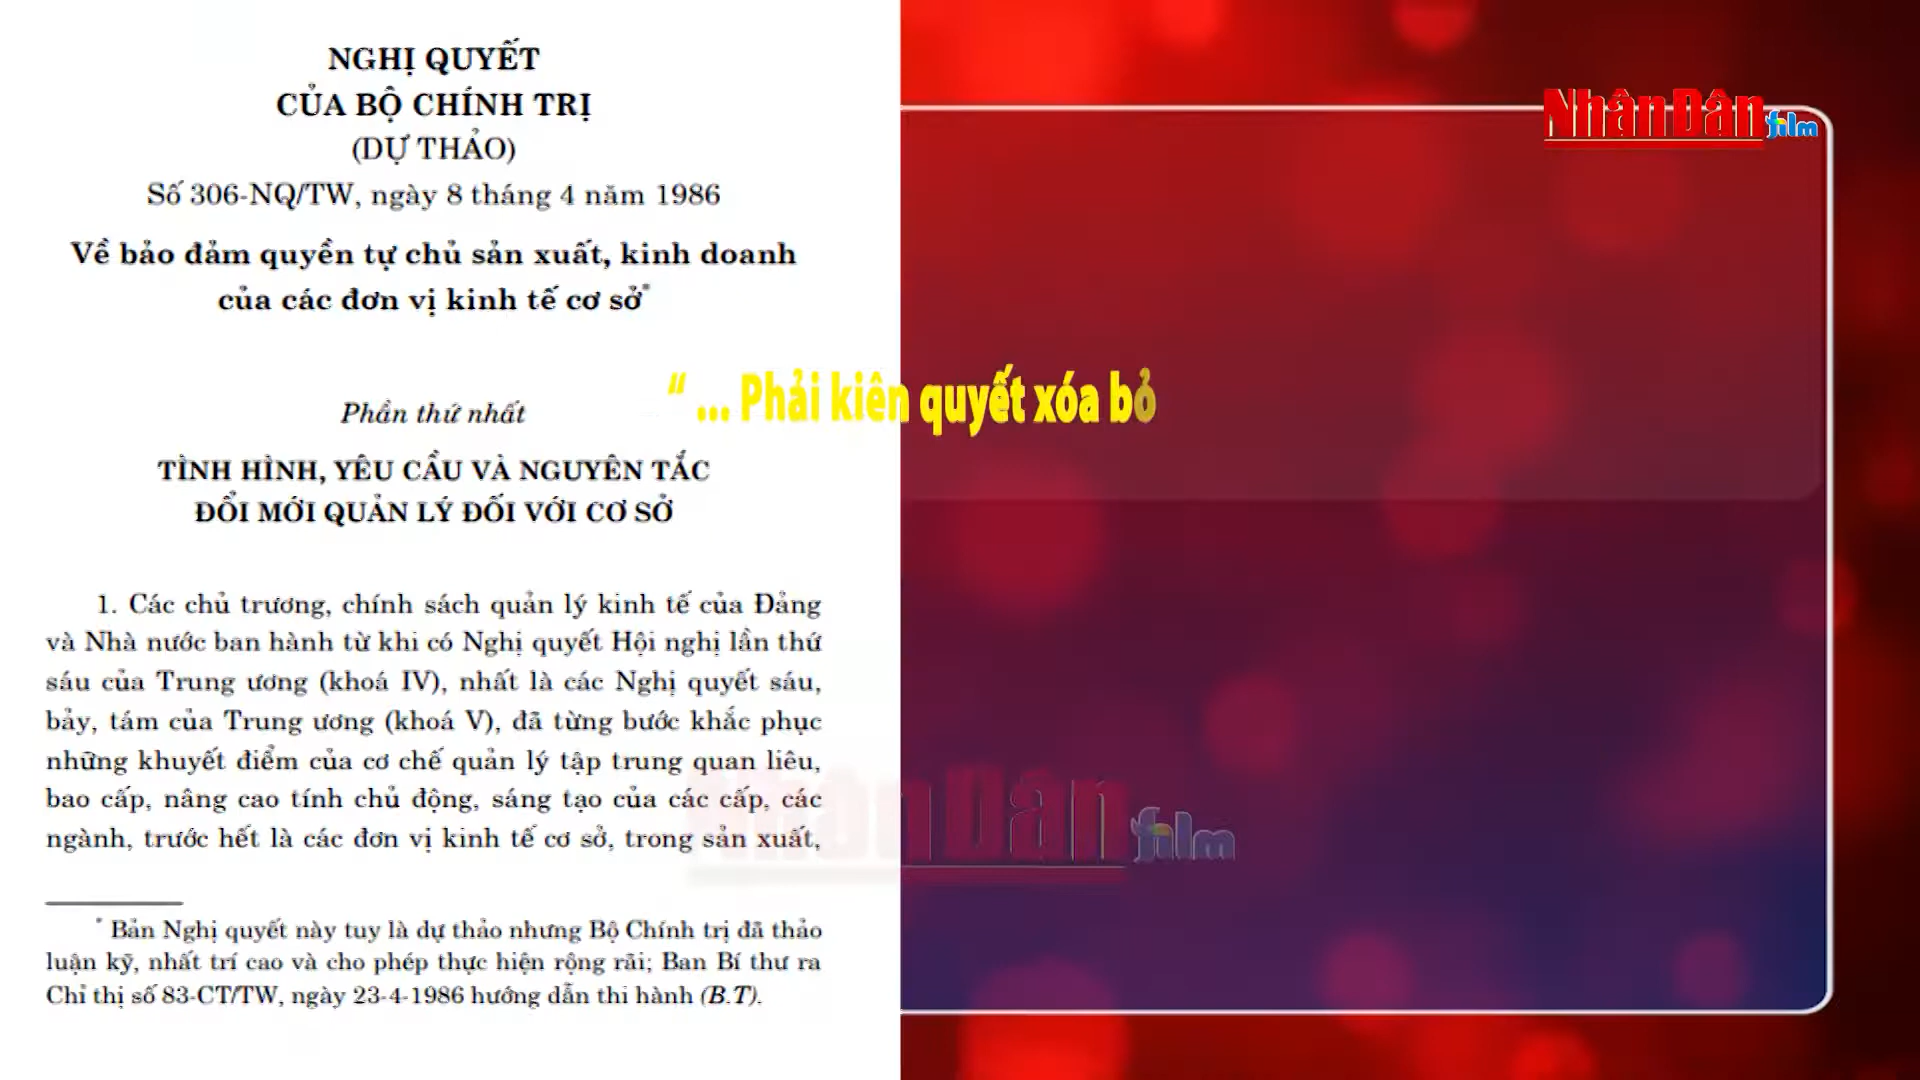 NGHỊ QUYẾT
CỦA BỘ CHÍNH TRỊ
(DỰ THẢO)
Số 306-NQ/TW, ngày 8 tháng 4 năm 1986
Về bảo đảm quyền tự chủ sản xuất, kinh doanh
của các đơn vị kinh tế cơ sở*
Phần thứ nhất
TÌNH HÌNH, YÊU CẦU VÀ NGUYÊN TẮC
ĐỔI MỚI QUẢN LÝ ĐỐI VỚI CƠ SỞ
1. Các chủ trương, chính sách quản lý kinh tế của Đảng
và Nhà nước ban hành từ khi có Nghị quyết Hội nghị lần thứ
sáu của Trung ương (khoá IV), nhất là các Nghị quyết sáu,
bảy, tám của Trung ương (khoá V), đã từng bước khắc phục
những khuyết điểm của cơ chế quản lý tập trung quan liêu,
bao cấp, nâng cao tính chủ động, sáng tạo của các cấp, các
ngành, trước hết là các đơn vị kinh tế cơ sở, trong sản xuất,
* Bản Nghị quyết này tuy là dự thảo nhưng Bộ Chính trị đã thảo
luận kỹ, nhất trí cao và cho phép thực hiện rộng rãi; Ban Bí thư ra
Chỉ thị số 83-CT/TW, ngày 23-4-1986 hướng dẫn thi hành (B.T).
“ ... Phải kiên quyết xóa bỏ
Nhân Dân film
Nhân Dân film